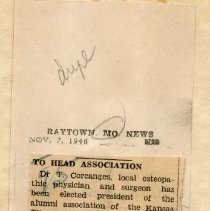 dupl
RAYTOWN, MO NEWS
NOV. 7, 1946
TO HEAD ASSOCIATION
Dr T. Corcanges, local osteopa-
thic physician and surgeon has
been elected president of the
alumni association of the Kansas